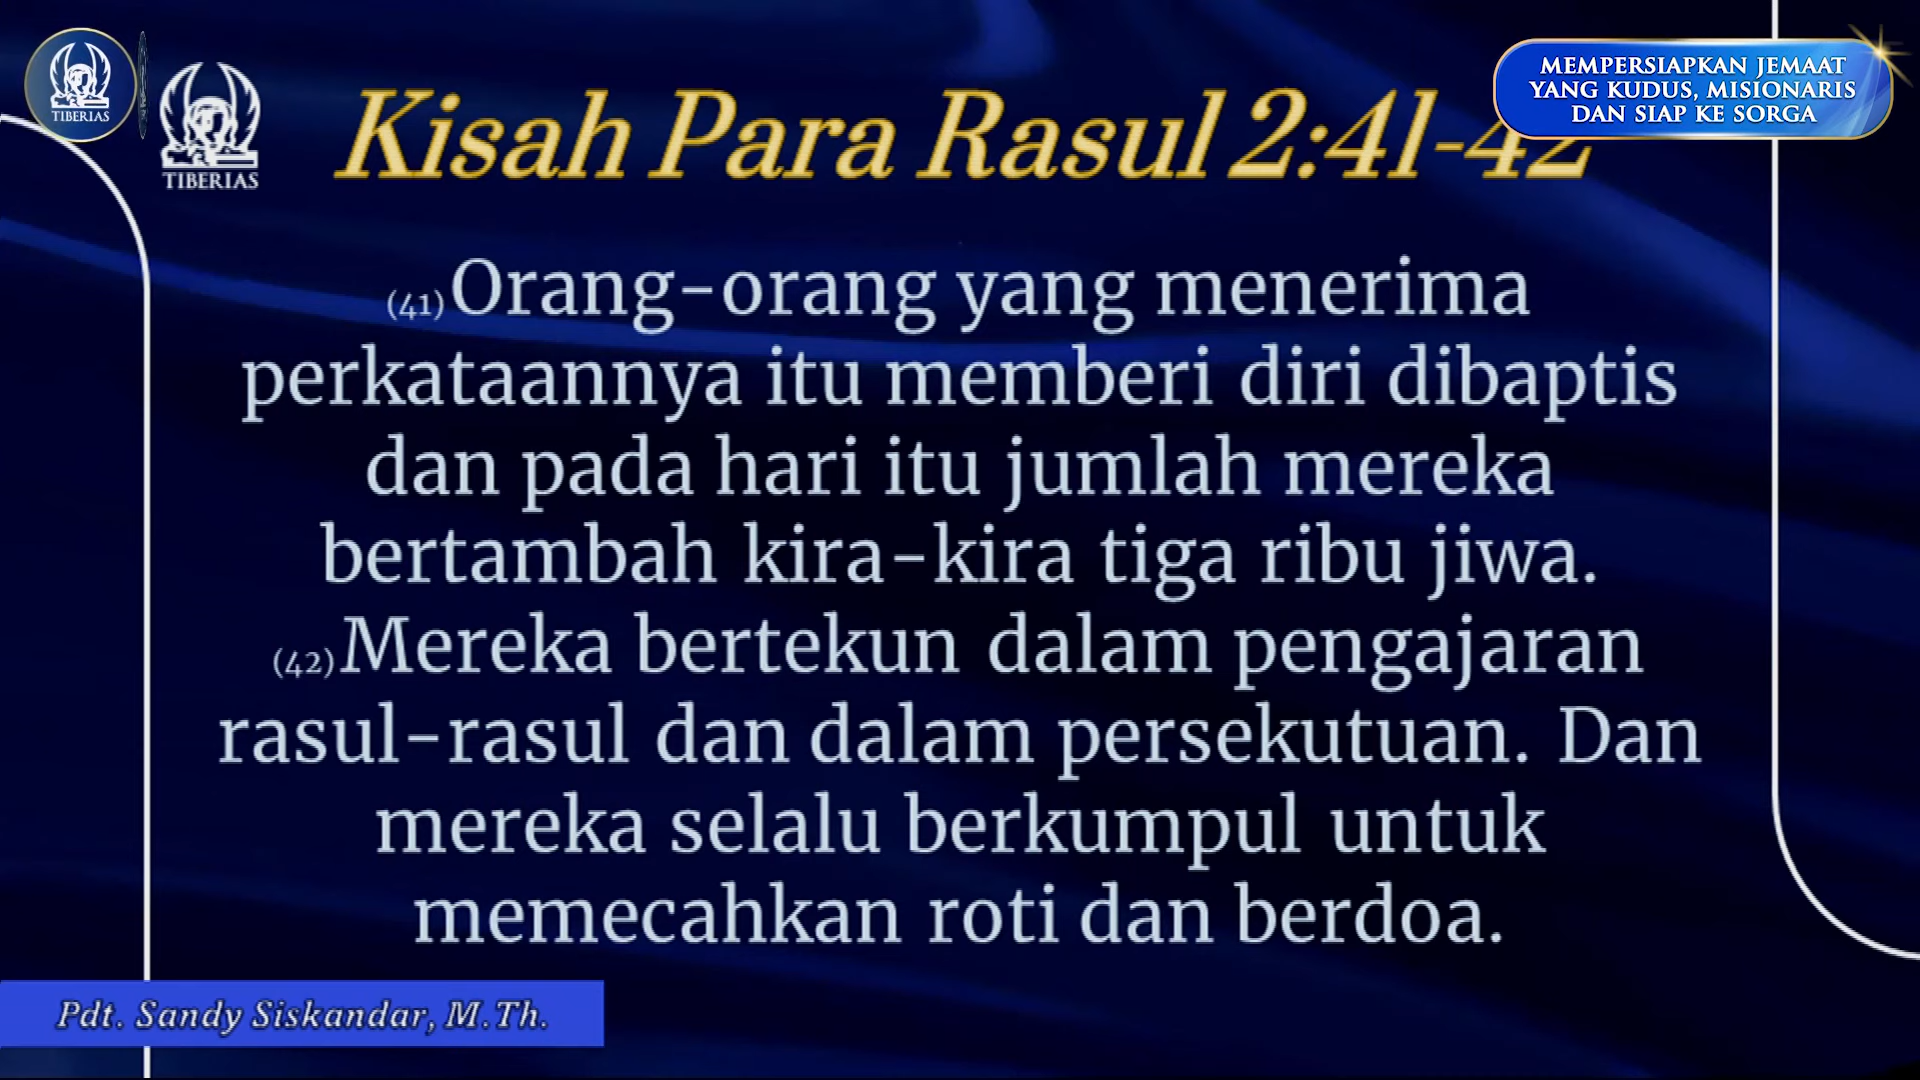 TIBERIAS
TIBERIAS
MEMPERSIAPKAN JEMAAT
YANG KUDUS, MISIONARIS
DAN SIAP KE SORGA
Kisah Para Rasul 2:41-42
(41)Orang-orang yang menerima
perkataannya itu memberi diri dibaptis
dan pada hari itu jumlah mereka
bertambah kira-kira tiga ribu jiwa.
(42)Mereka bertekun dalam pengajaran
rasul-rasul dan dalam persekutuan. Dan
mereka selalu berkumpul untuk
memecahkan roti dan berdoa.
Pdt. Sandy Siskandar, M.Th.